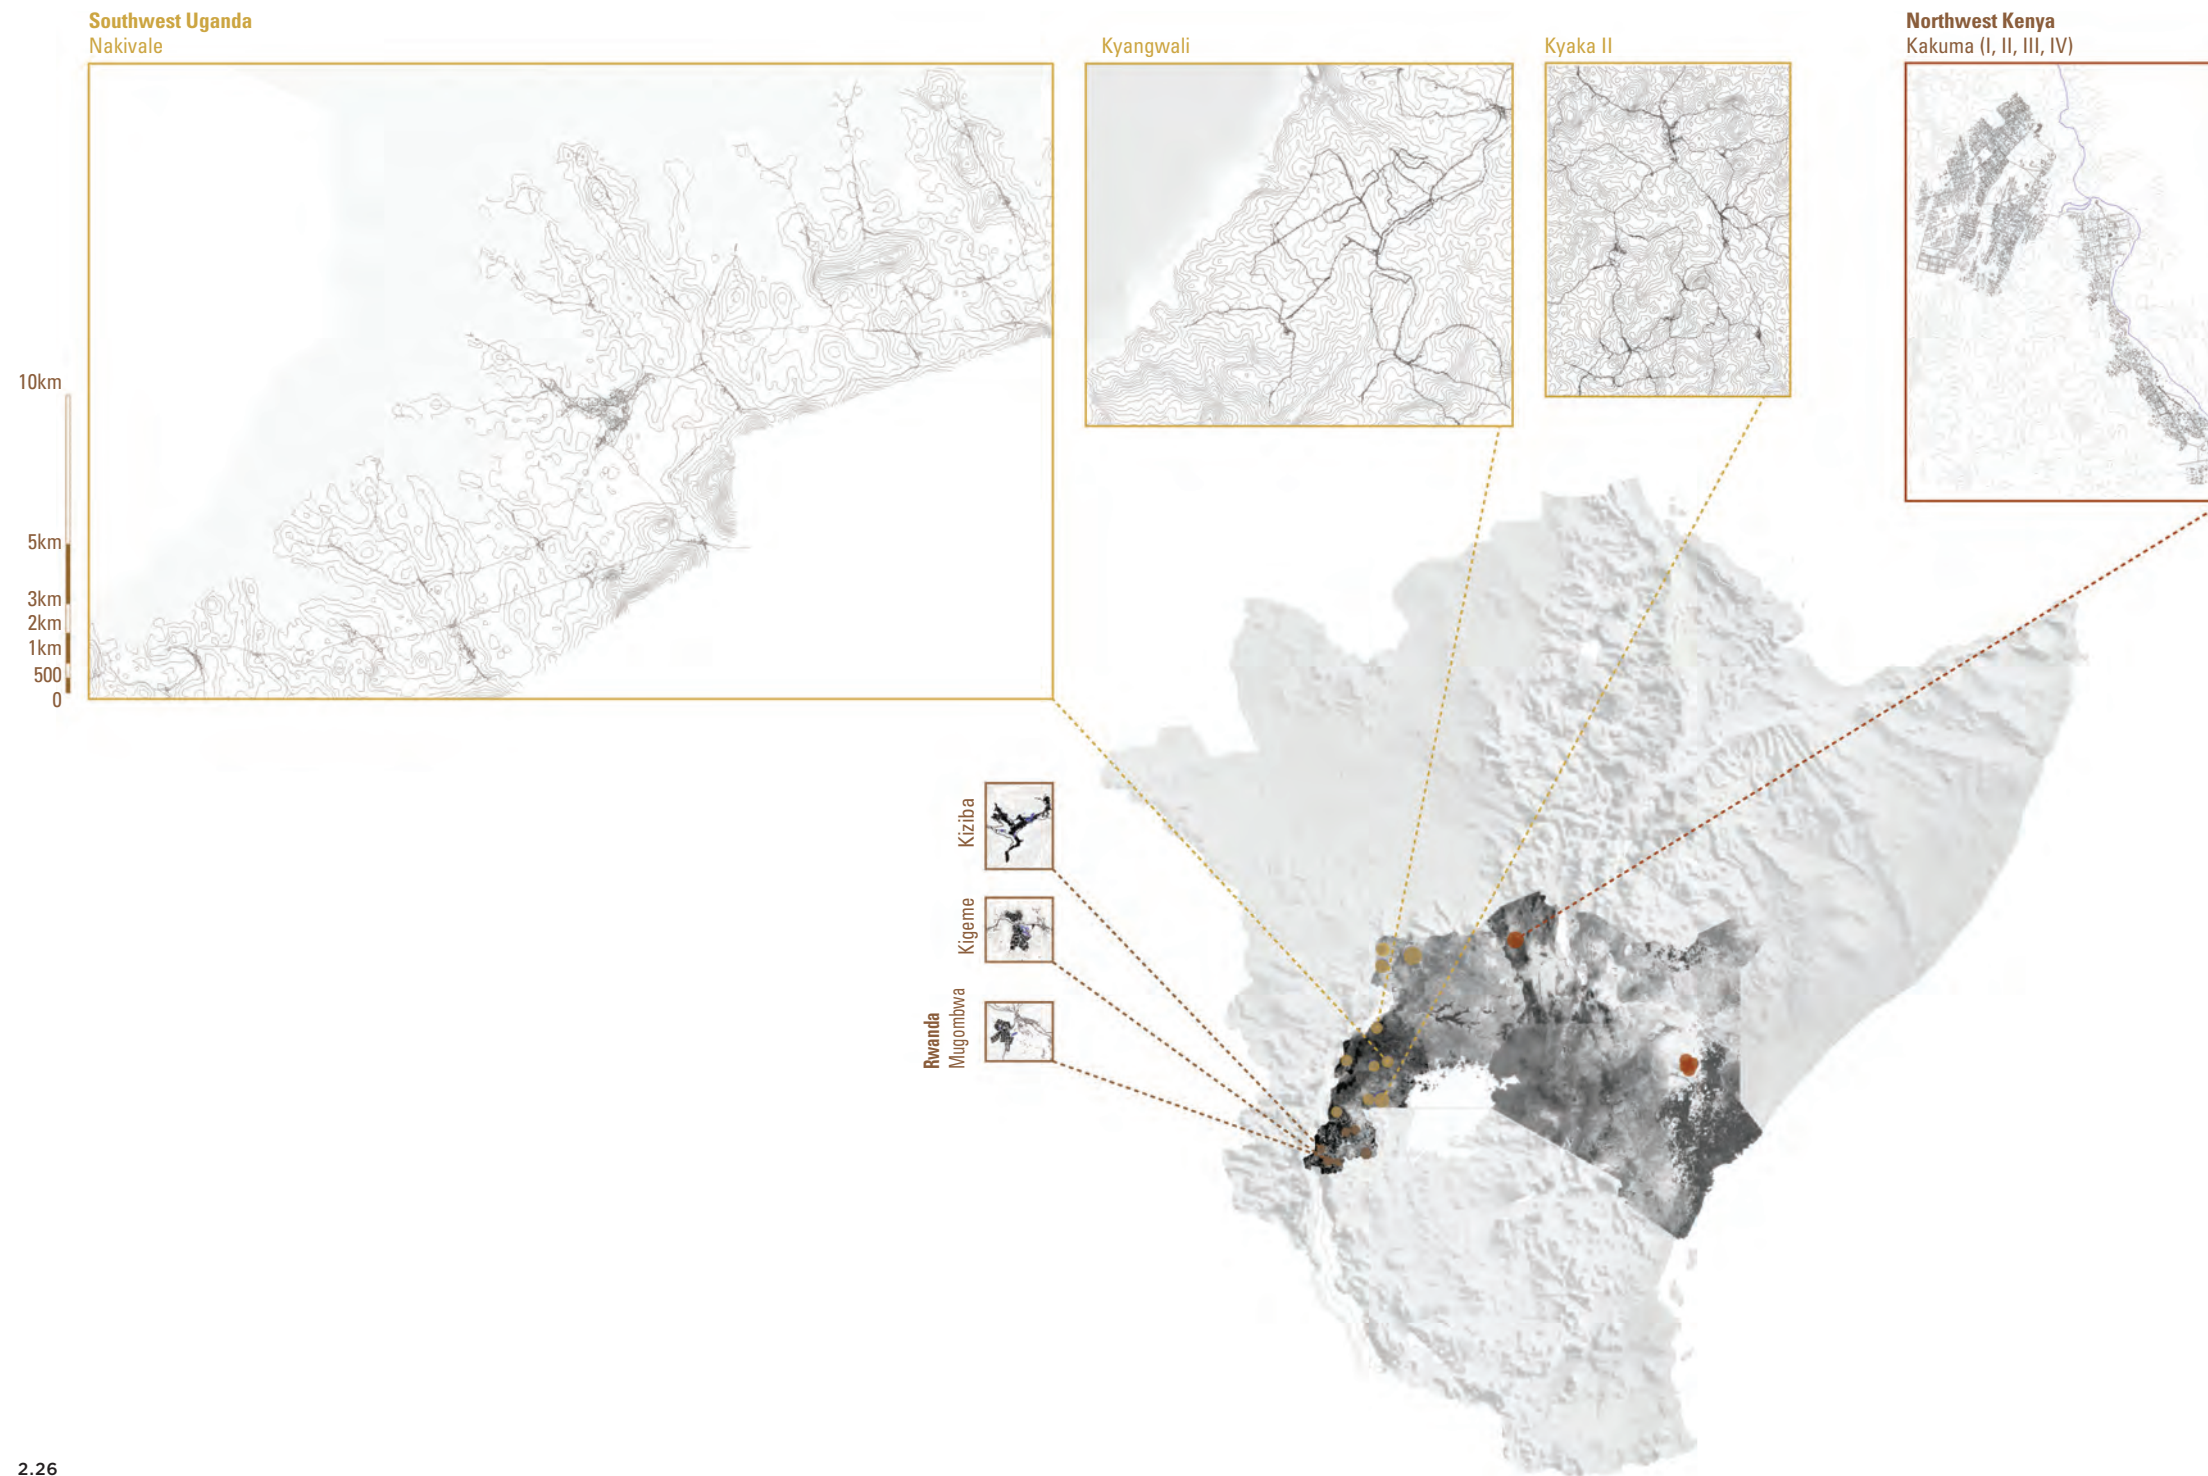 Southwest Uganda
Nakivale
Kyangwali
Kyaka II
Northwest Kenya
Kakuma (I, II, III, IV)
10km
5km
3km
2km
1km
500
0
Kiziba
Kigeme
Rwanda
Mugombwa
2.26